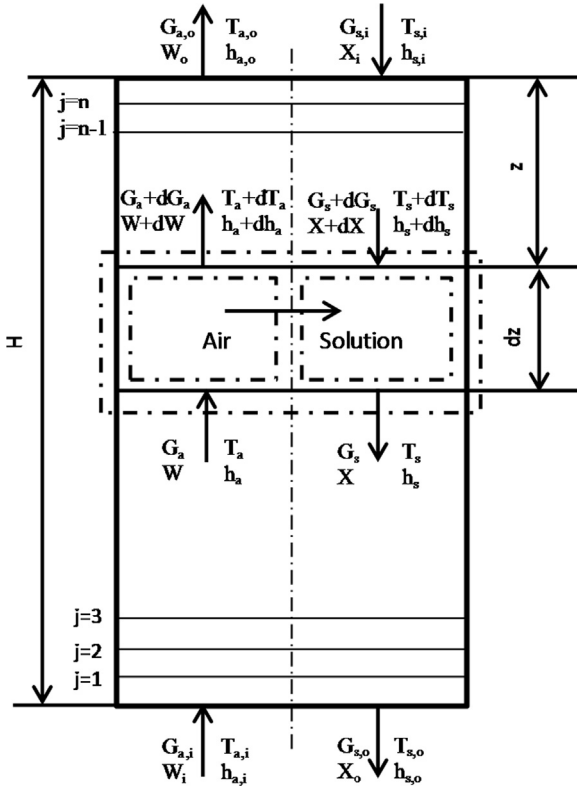 G_{a,o} T_{a,o} G_{s,i} T_{s,i}
W_o h_{a,o} X_i h_{s,i}
j=n
j=n-1
z
G_a+dG_a T_a+dT_a G_s+dG_s T_s+dT_s
W+dW h_a+dh_a X+dX h_s+dh_s
H
Air Solution
dz
G_a T_a G_s T_s
W h_a X h_s
j=3
j=2
j=1
G_{a,i} T_{a,i} G_{s,o} T_{s,o}
W_i h_{a,i} X_o h_{s,o}